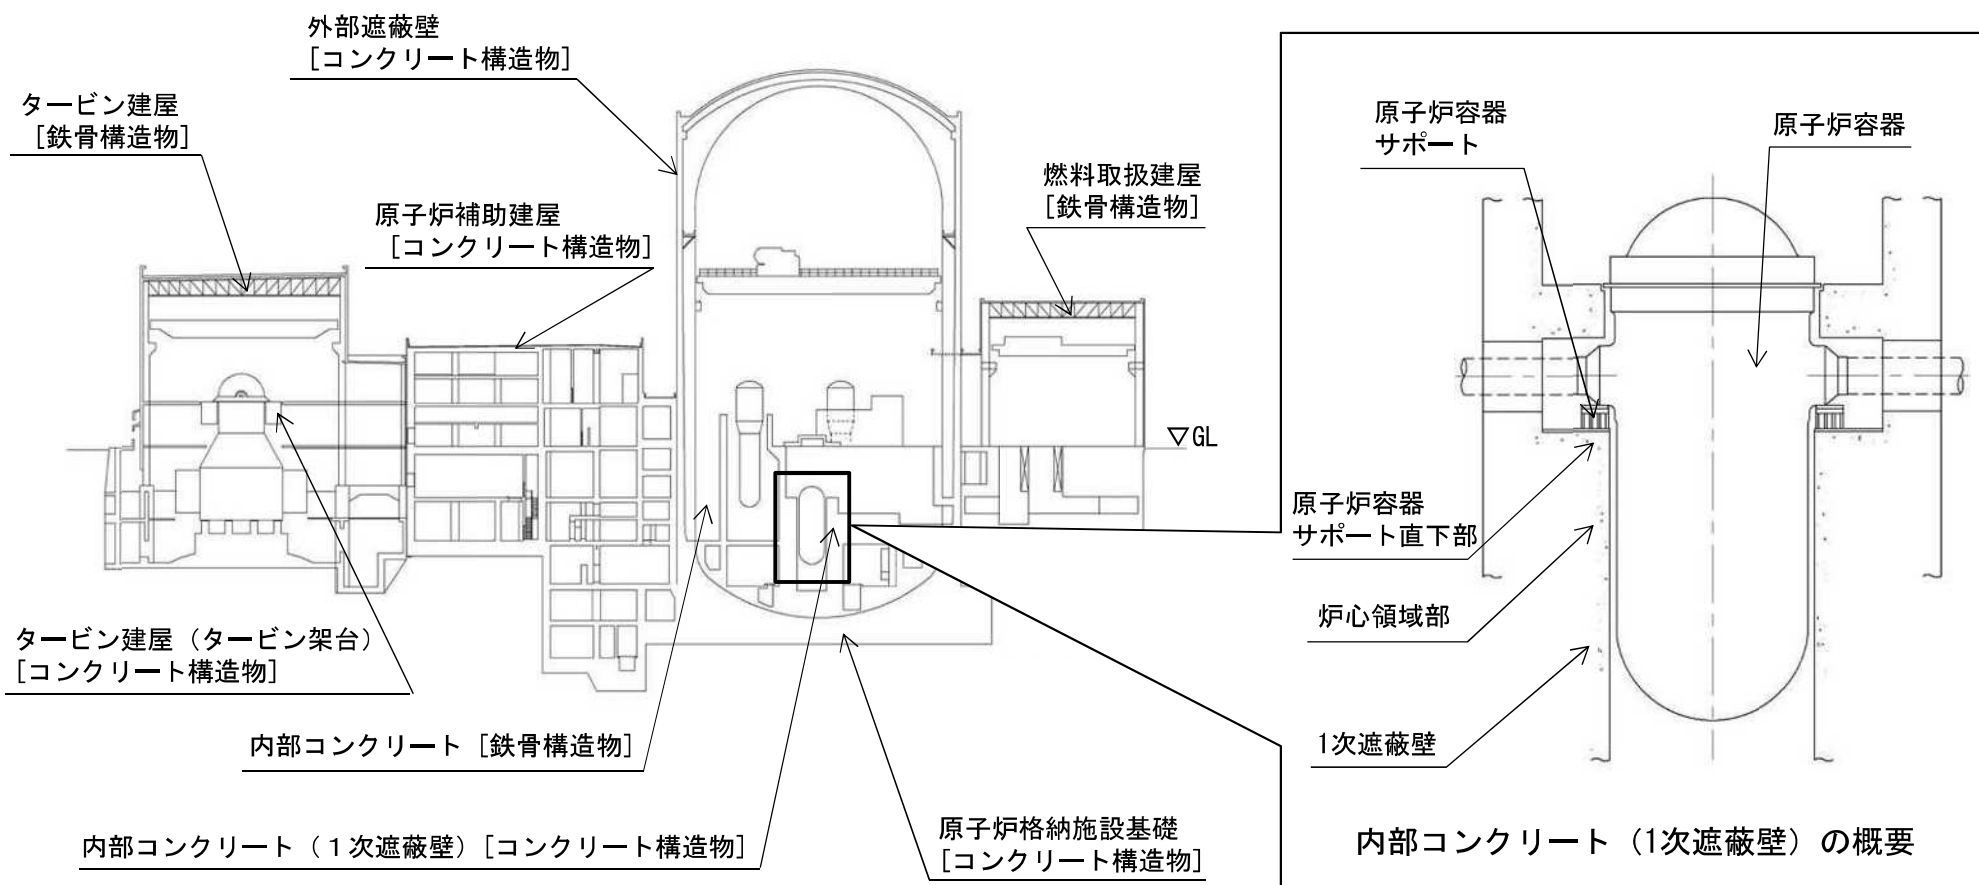 外部遮蔽壁
[コンクリート構造物]
タービン建屋
[鉄骨構造物]
原子炉補助建屋
[コンクリート構造物]
燃料取扱建屋
[鉄骨構造物]
▽GL
タービン建屋（タービン架台）
[コンクリート構造物]
内部コンクリート［鉄骨構造物］
内部コンクリート（１次遮蔽壁）［コンクリート構造物］
原子炉格納施設基礎
[コンクリート構造物]
原子炉容器
サポート
原子炉容器
原子炉容器
サポート直下部
炉心領域部
1次遮蔽壁
内部コンクリート（1次遮蔽壁）の概要